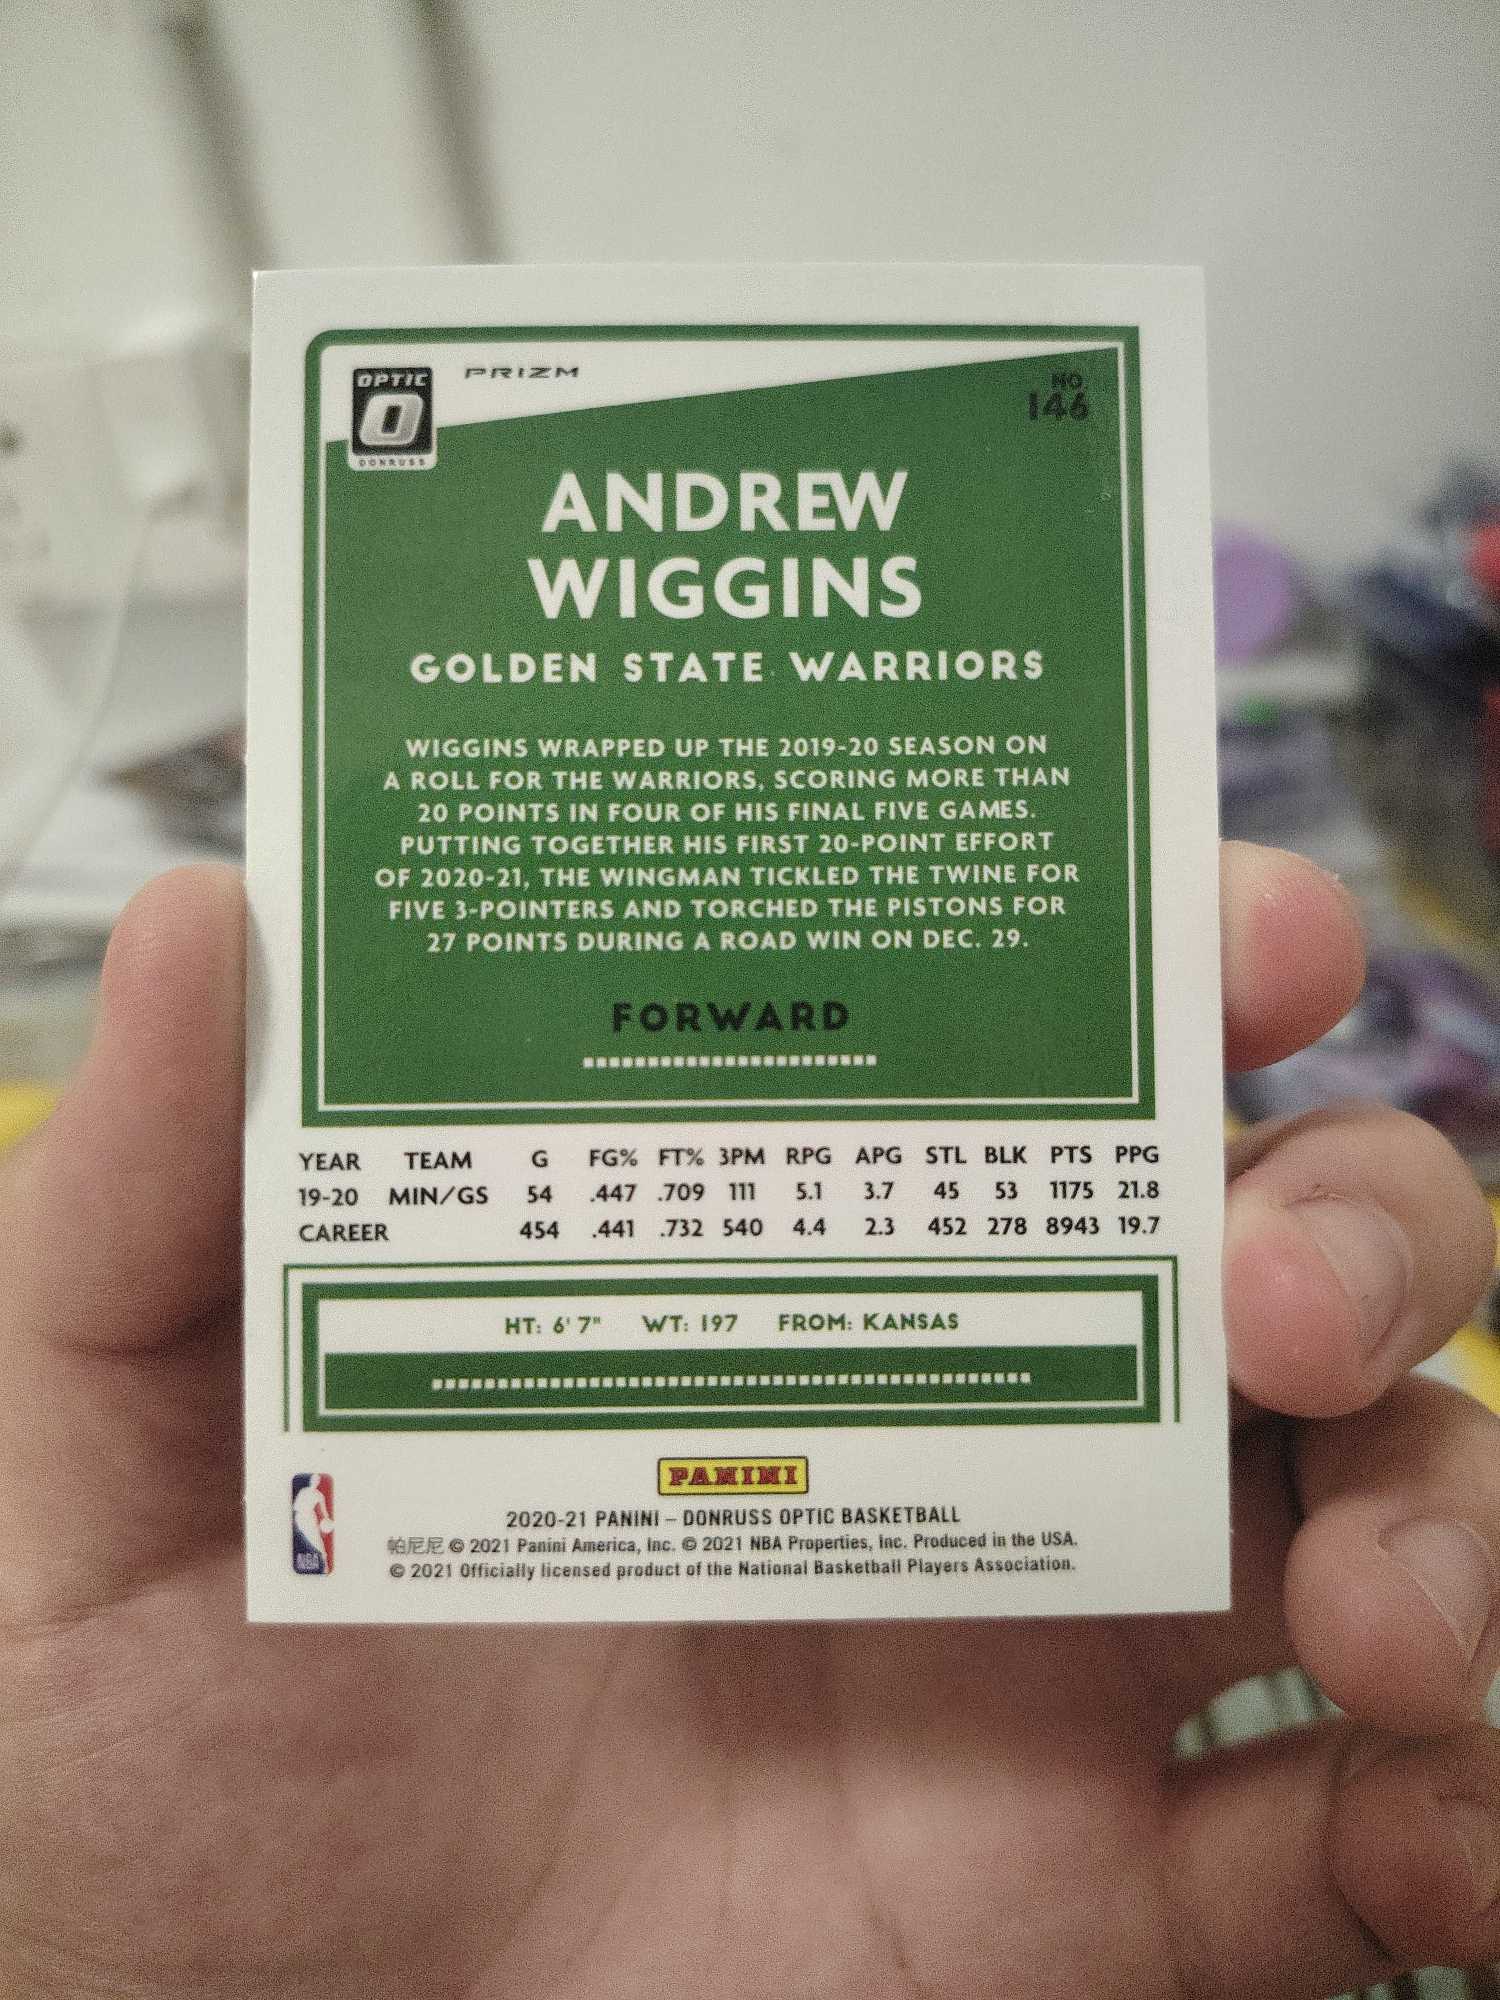 OPTIC
O
DONRUSS
PRIZM
NO
146
ANDREW
WIGGINS
GOLDEN STATE WARRIORS
WIGGINS WRAPPED UP THE 2019-20 SEASON ON
A ROLL FOR THE WARRIORS, SCORING MORE THAN
20 POINTS IN FOUR OF HIS FINAL FIVE GAMES.
PUTTING TOGETHER HIS FIRST 20-POINT EFFORT
OF 2020-21, THE WINGMAN TICKLED THE TWINE FOR
FIVE 3-POINTERS AND TORCHED THE PISTONS FOR
27 POINTS DURING A ROAD WIN ON DEC. 29.
FORWARD
YEAR TEAM G FG% FT% 3PM RPG APG STL BLK PTS PPG
19-20 MIN/GS 54 .447 .709 111 5.1 3.7 45 53 1175 21.8
CAREER 454 .441 .732 540 4.4 2.3 452 278 8943 19.7
HT: 6' 7" WT: 197 FROM: KANSAS
PANINI
NBA
2020-21 PANINI – DONRUSS OPTIC BASKETBALL
帕尼尼 © 2021 Panini America, Inc. © 2021 NBA Properties, Inc. Produced in the USA.
© 2021 Officially licensed product of the National Basketball Players Association.